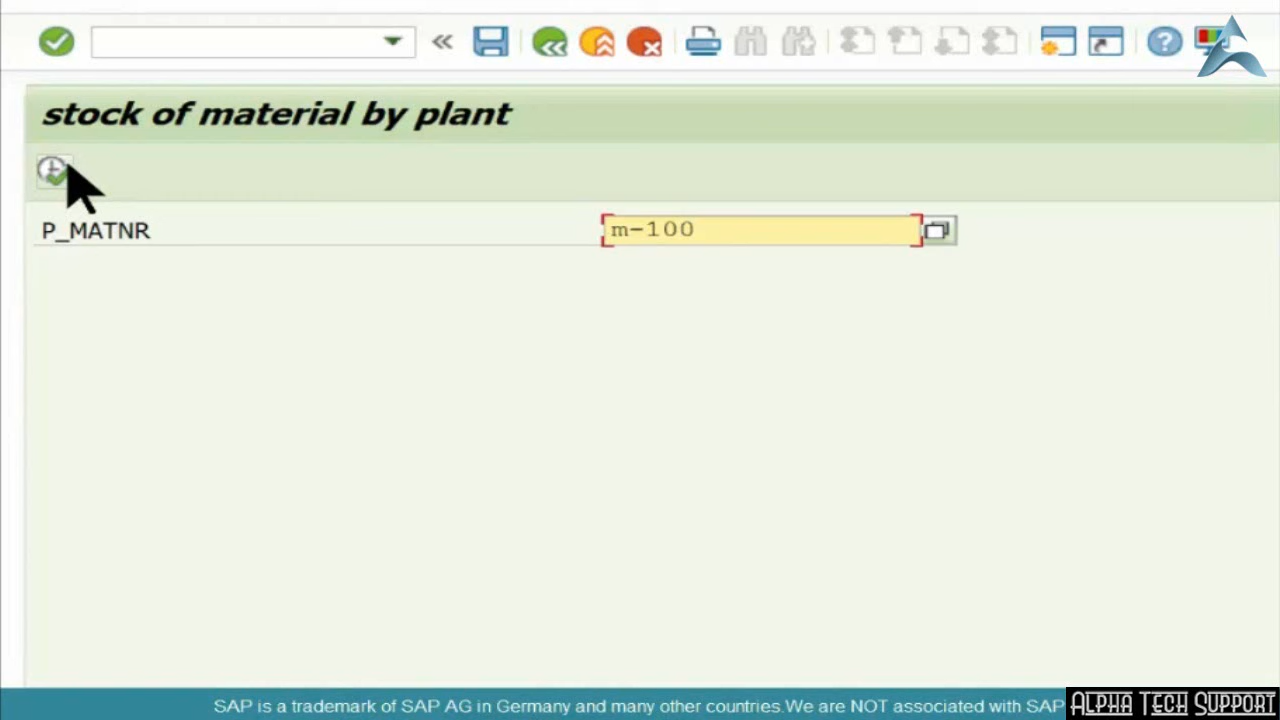 stock of material by plant
P_MATNR
m-100
SAP is a trademark of SAP AG in Germany and many other countries.We are NOT associated with SAP
ALPHA TECH SUPPORT